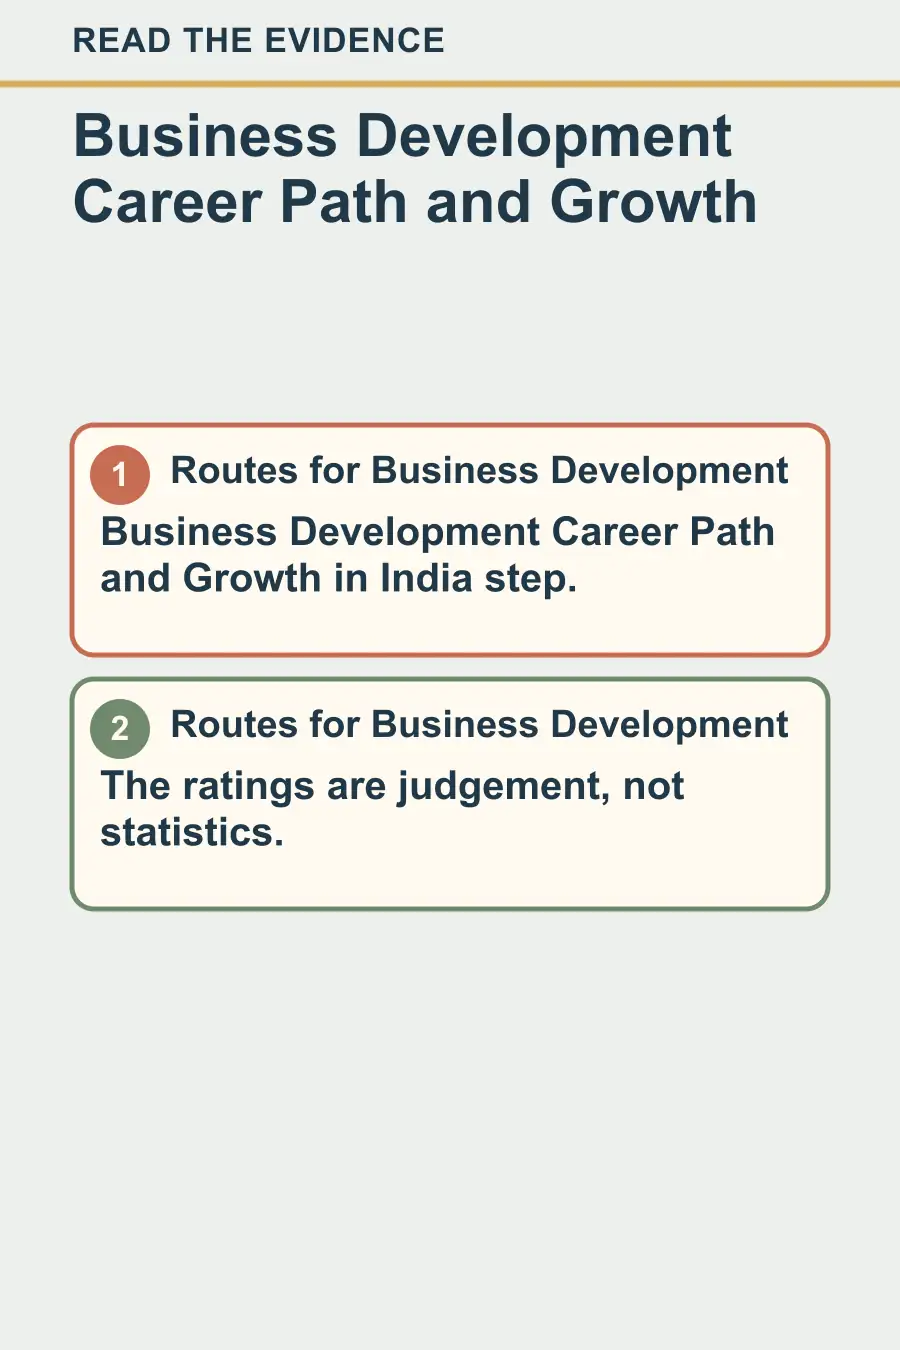 READ THE EVIDENCE
Business Development
Career Path and Growth
1 Routes for Business Development
Business Development Career Path
and Growth in India step.
2 Routes for Business Development
The ratings are judgement, not
statistics.